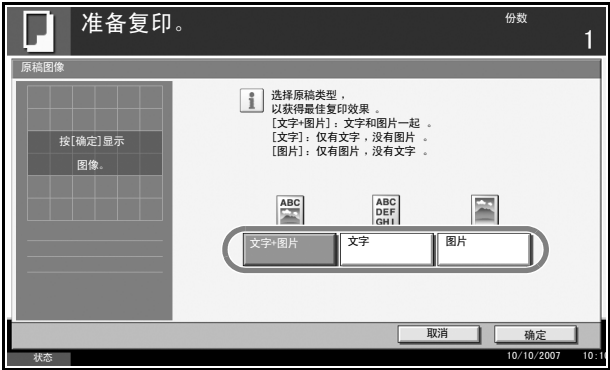 准备复印。
份数
1
原稿图像
按[确定]显示
图像。
选择原稿类型，
以获得最佳复印效果 。
[文字+图片]：文字和图片一起 。
[文字]：仅有文字，没有图片 。
[图片]：仅有图片，没有文字 。
ABC
ABC
DEF
GHI
文字+图片
文字
图片
取消
确定
状态
10/10/2007